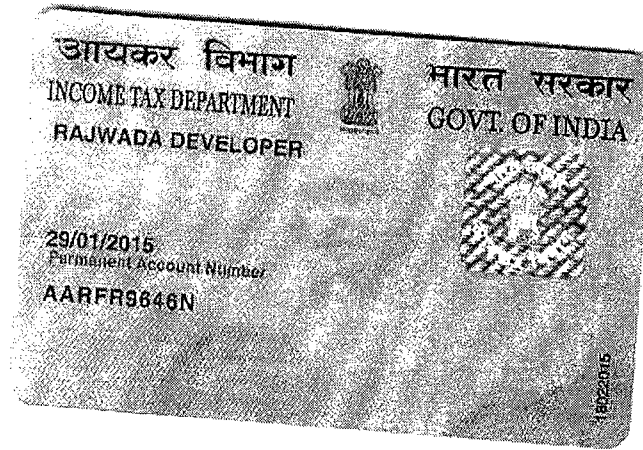 आयकर विभाग
INCOME TAX DEPARTMENT
भारत सरकार
GOVT. OF INDIA
RAJWADA DEVELOPER
29/01/2015
Permanent Account Number
AARFR9646N
18022015